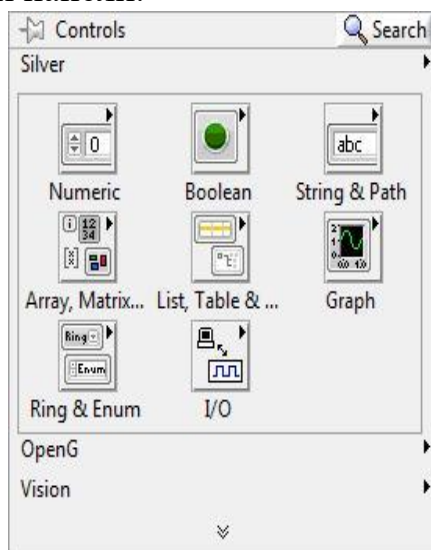 Controls
Search
Silver
0
abc
Numeric
Boolean
String & Path
12
34
Array, Matrix...
List, Table & ...
Graph
Ring
Enum
Ring & Enum
I/O
OpenG
Vision